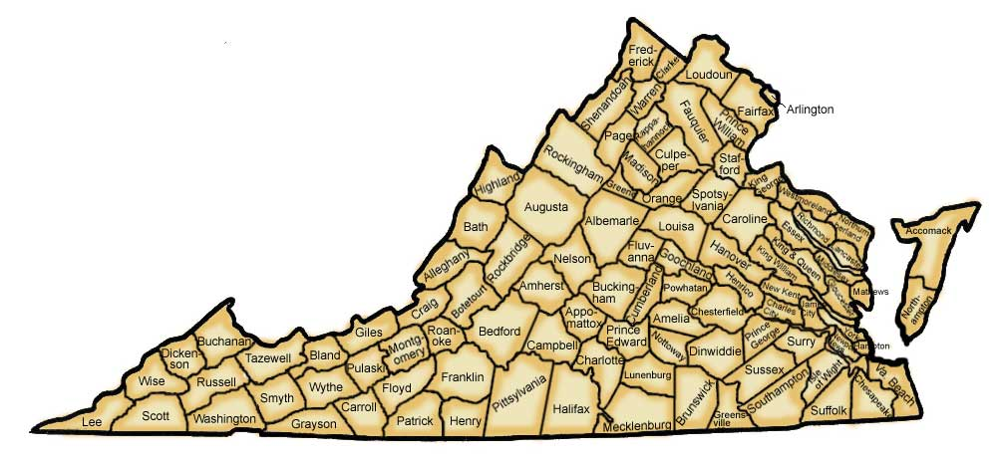 Fred-
erick
Clarke
Loudoun
Shenandoah
Warren
Fauquier
Fairfax
Arlington
Prince
William
Page
Rappa-
hannock
Rockingham
Madison
Culpe-
per
Staf-
ford
Highland
Greene
King
George
Westmoreland
Augusta
Orange
Spotsy-
lvania
Albemarle
Caroline
Essex
Richmond
Northum
berland
Accomack
Bath
Louisa
Lancaster
Rockbridge
Fluv-
anna
Goochland
Hanover
King & Queen
King William
Middlesex
Alleghany
Nelson
Amherst
Bucking-
ham
Cumberland
Powhatan
Henrico
New Kent
Gloucester
Mathews
North-
ampton
Botetourt
Craig
Appo-
mattox
Amelia
Chesterfield
Charles
City
James
City
York
Giles
Roan-
oke
Bedford
Campbell
Prince
Edward
Nottoway
Dinwiddie
Prince
George
Surry
Newport
News
Hampton
Buchanan
Dicken-
son
Tazewell
Bland
Montgo
omery
Pulaski
Charlotte
Lunenburg
Sussex
Isle
of Wight
Va. Beach
Wise
Russell
Smyth
Wythe
Floyd
Franklin
Pittsylvania
Halifax
Brunswick
Southampton
Suffolk
Chesapeake
Lee
Scott
Washington
Grayson
Carroll
Patrick
Henry
Mecklenburg
Greens-
ville